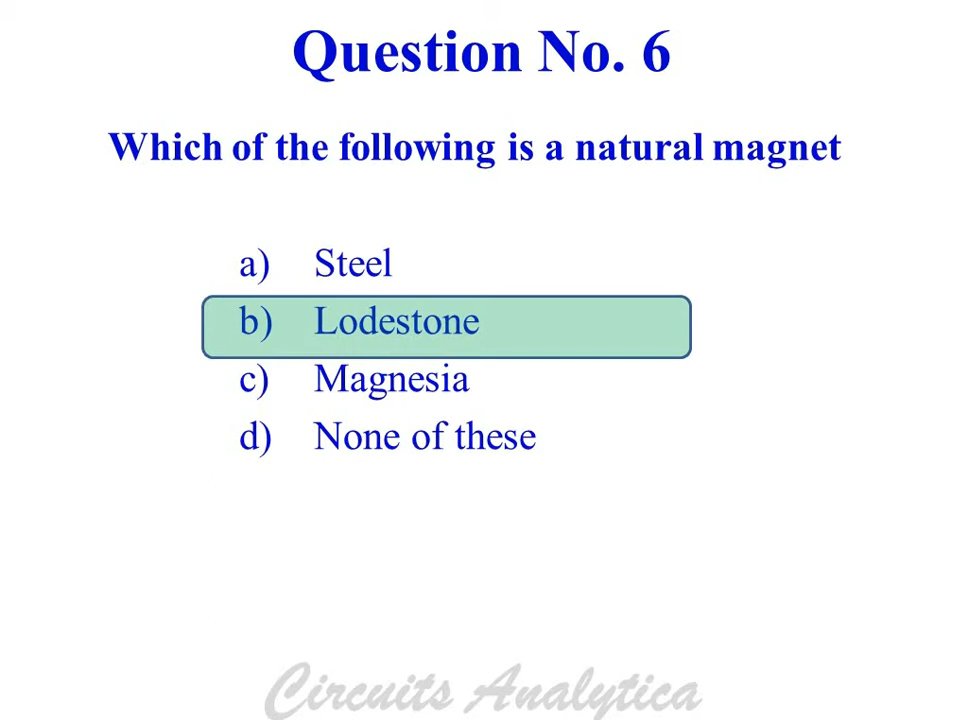 Question No. 6
Which of the following is a natural magnet
a) Steel
b) Lodestone
c) Magnesia
d) None of these
Circuits Analytica